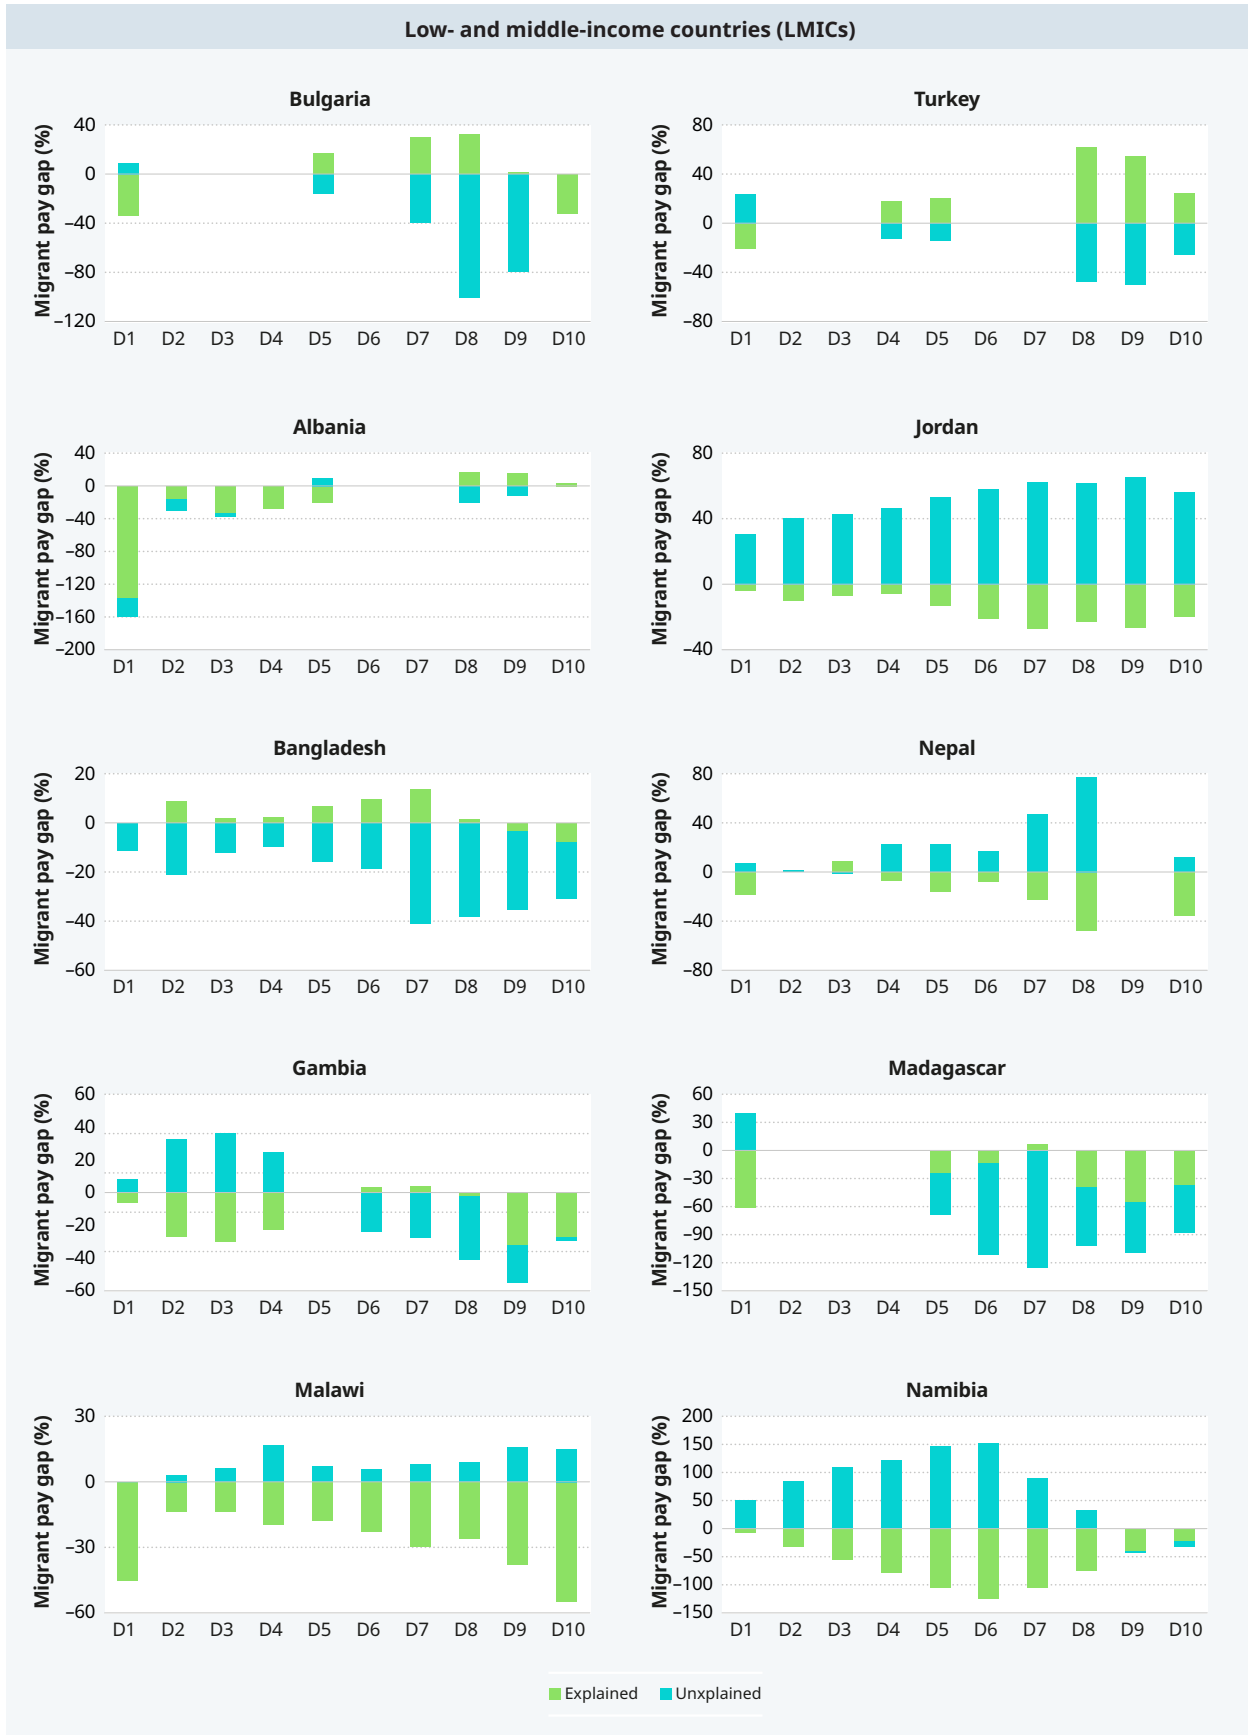 Low- and middle-income countries (LMICs)
Bulgaria
Migrant pay gap (%)
40
0
–40
–80
–120
D1 D2 D3 D4 D5 D6 D7 D8 D9 D10
Turkey
Migrant pay gap (%)
80
40
0
–40
–80
D1 D2 D3 D4 D5 D6 D7 D8 D9 D10
Albania
Migrant pay gap (%)
40
0
–40
–80
–120
–160
–200
D1 D2 D3 D4 D5 D6 D7 D8 D9 D10
Jordan
Migrant pay gap (%)
80
40
0
–40
D1 D2 D3 D4 D5 D6 D7 D8 D9 D10
Bangladesh
Migrant pay gap (%)
20
0
–20
–40
–60
D1 D2 D3 D4 D5 D6 D7 D8 D9 D10
Nepal
Migrant pay gap (%)
80
40
0
–40
–80
D1 D2 D3 D4 D5 D6 D7 D8 D9 D10
Gambia
Migrant pay gap (%)
60
40
20
0
–20
–40
–60
D1 D2 D3 D4 D5 D6 D7 D8 D9 D10
Madagascar
Migrant pay gap (%)
60
30
0
–30
–60
–90
–120
–150
D1 D2 D3 D4 D5 D6 D7 D8 D9 D10
Malawi
Migrant pay gap (%)
30
0
–30
–60
D1 D2 D3 D4 D5 D6 D7 D8 D9 D10
Namibia
Migrant pay gap (%)
200
150
100
50
0
–50
–100
–150
D1 D2 D3 D4 D5 D6 D7 D8 D9 D10
Explained Unxplained